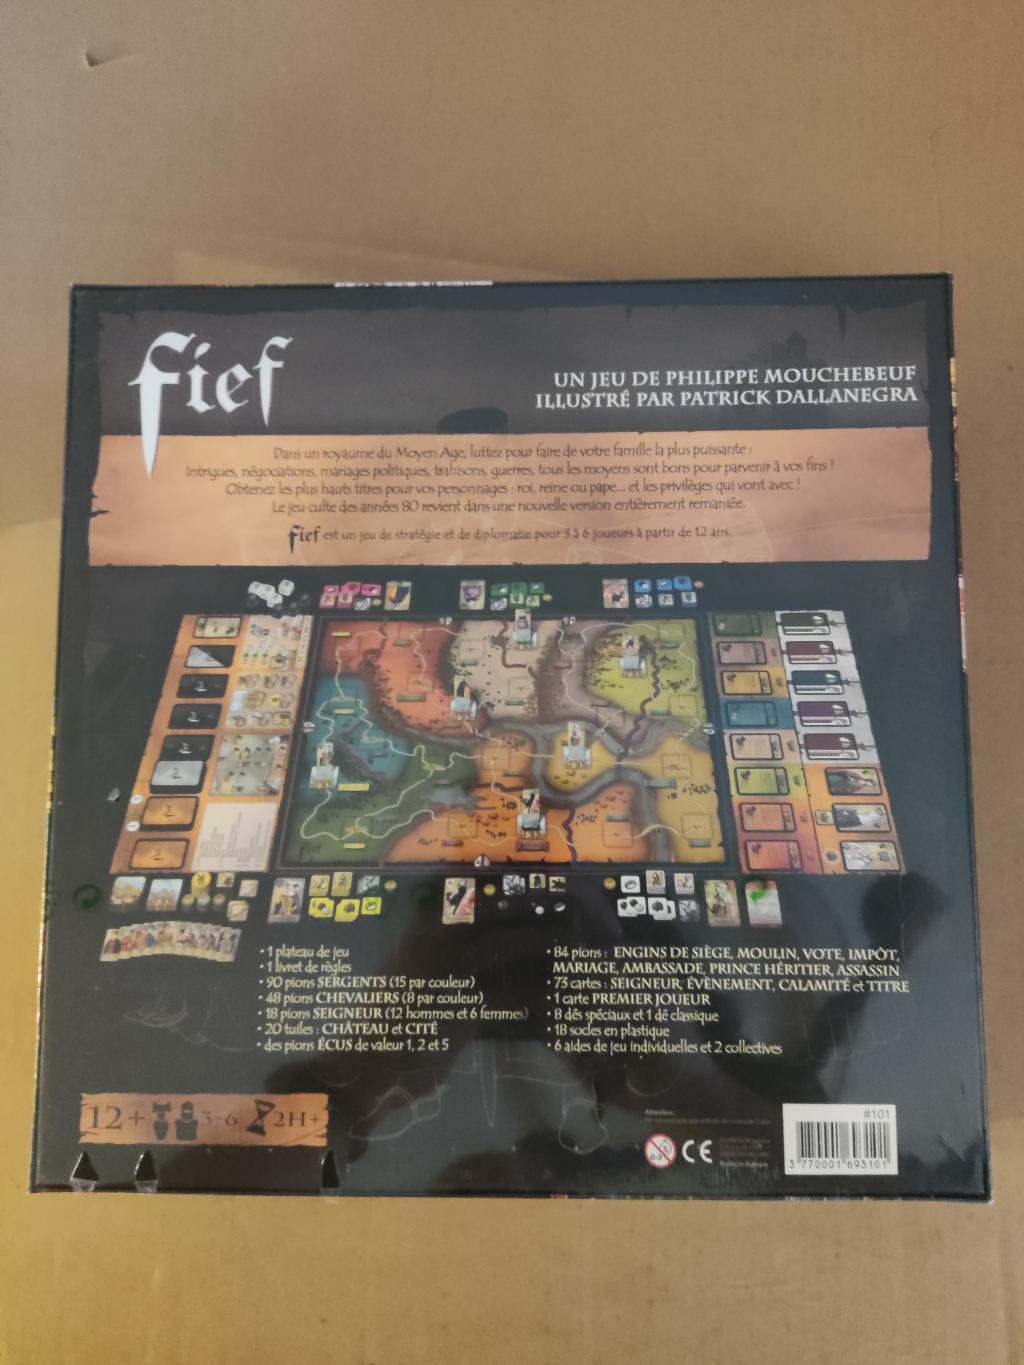 fief
UN JEU DE PHILIPPE MOUCHEBEUF
ILLUSTRÉ PAR PATRICK DALLANEGRA
Dans un royaume du Moyen Age, luttez pour faire de votre famille la plus puissante :
Intrigues, négociations, mariages politiques, trahisons, guerres, tous les moyens sont bons pour parvenir à vos fins !
Obtenez les plus hauts titres pour vos personnages : roi, reine ou pape... et les privilèges qui vont avec !
Le jeu culte des années 80 revient dans une nouvelle version entièrement remaniée.
fief est un jeu de stratégie et de diplomatie pour 3 à 6 joueurs à partir de 12 ans.
• 1 plateau de jeu
• 1 livret de règles
• 90 pions SERGENTS (15 par couleur)
• 48 pions CHEVALIERS (8 par couleur)
• 18 pions SEIGNEUR (12 hommes et 6 femmes)
• 20 tuiles : CHÂTEAU et CITÉ
• des pions ÉCUS de valeur 1, 2 et 5
• 84 pions : ENGINS DE SIÈGE, MOULIN, VOTE, IMPÔT,
MARIAGE, AMBASSADE, PRINCE HÉRITIER, ASSASSIN
• 73 cartes : SEIGNEUR, ÉVÈNEMENT, CALAMITÉ et TITRE
• 1 carte PREMIER JOUEUR
• 8 dés spéciaux et 1 dé classique
• 18 socles en plastique
• 6 aides de jeu individuelles et 2 collectives
12+ 3-6 2H+
Attention :
0-3 CE
#101
3 770001 693101